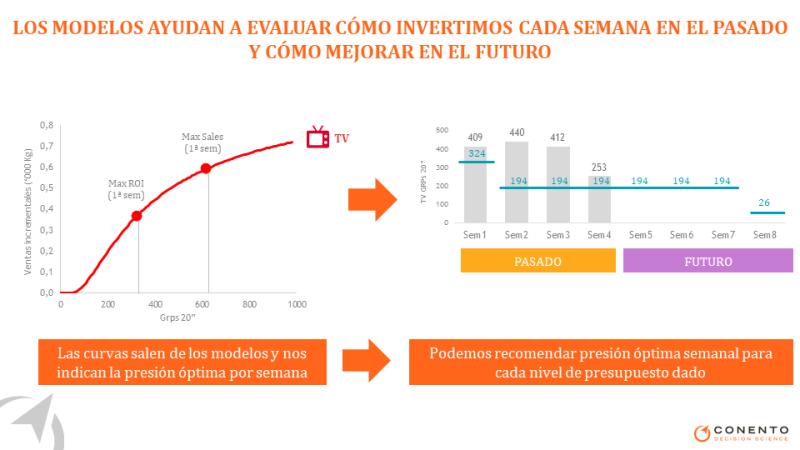 LOS MODELOS AYUDAN A EVALUAR CÓMO INVERTIMOS CADA SEMANA EN EL PASADO
Y CÓMO MEJORAR EN EL FUTURO
Ventas incrementales ('000 Kg)
0,8
0,7
0,6
0,5
0,4
0,3
0,2
0,1
0,0
0 200 400 600 800 1000
Grps 20"
Max ROI
(1ª sem)
Max Sales
(1ª sem)
TV
TV GRPs 20"
500
400
300
200
100
0
409 440 412 253
324 194 194 194 194 194 194 26
Sem 1 Sem 2 Sem 3 Sem 4 Sem 5 Sem 6 Sem 7 Sem 8
PASADO FUTURO
Las curvas salen de los modelos y nos
indican la presión óptima por semana
Podemos recomendar presión óptima semanal para
cada nivel de presupuesto dado
CONENTO
DECISION SCIENCE